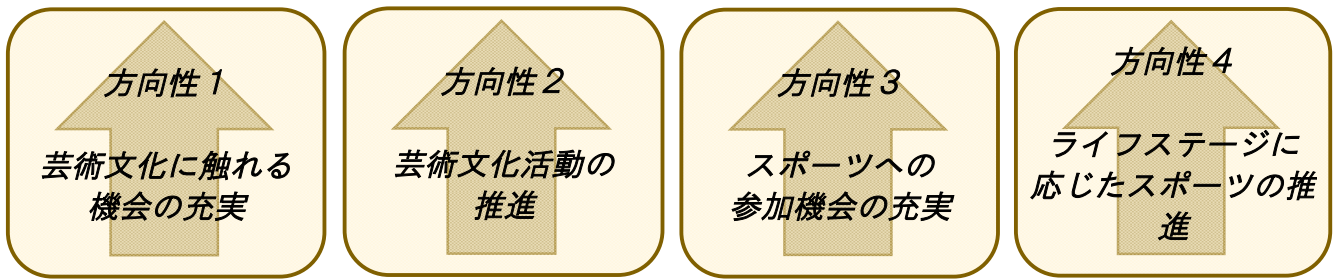 方向性１
芸術文化に触れる
機会の充実
方向性２
芸術文化活動の
推進
方向性３
スポーツへの
参加機会の充実
方向性４
ライフステージに
応じたスポーツの推
進